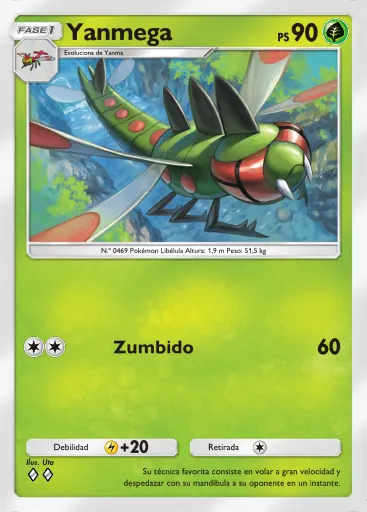 FASE 1
Yanmega
PS 90
Evoluciona de Yanma
N.º 0469 Pokémon Libélula Altura: 1,9 m Peso: 51,5 kg
Zumbido 60
Debilidad +20 Retirada
Ilus. Uta
Su técnica favorita consiste en volar a gran velocidad y
despedazar con su mandíbula a su oponente en un instante.